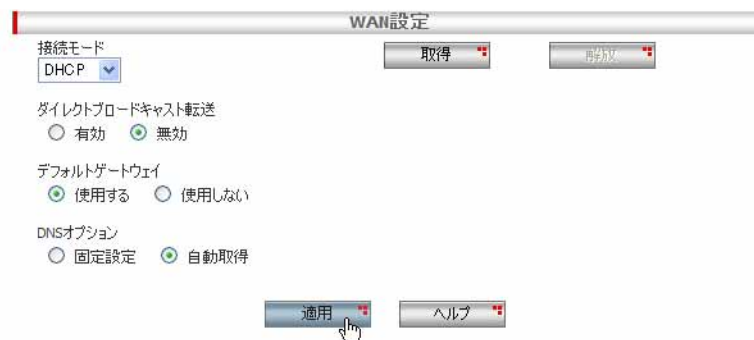 WAN設定
接続モード
取得
DHCP
ダイレクトブロードキャスト転送
有効 無効
デフォルトゲートウェイ
使用する 使用しない
DNSオプション
固定設定 自動取得
適用 ヘルプ